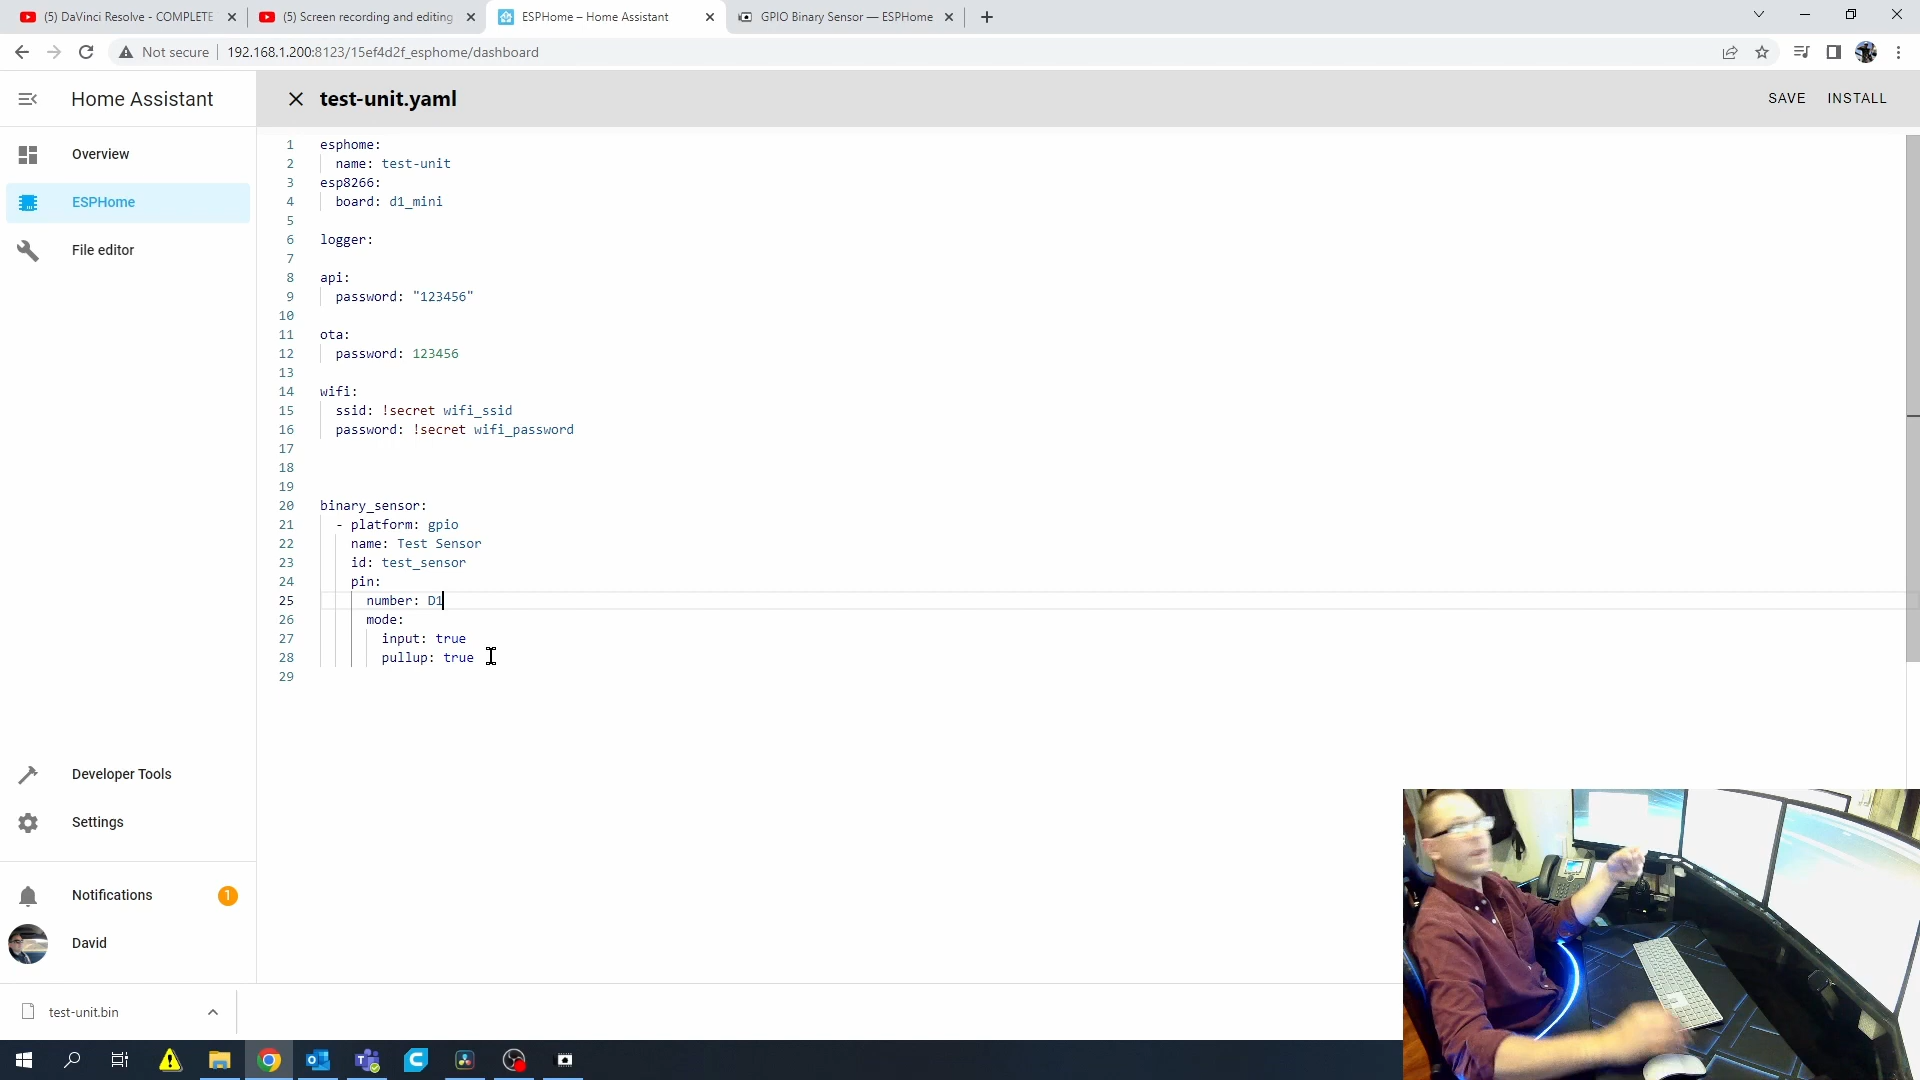 (5) DaVinci Resolve - COMPLETE
(5) Screen recording and editing
ESPHome – Home Assistant
GPIO Binary Sensor — ESPHome
Not secure
192.168.1.200:8123/15ef4d2f_esphome/dashboard
Home Assistant
test-unit.yaml
SAVE
INSTALL
Overview
ESPHome
File editor
Developer Tools
Settings
Notifications
1
David
1 esphome:
2 name: test-unit
3 esp8266:
4 board: d1_mini
5
6 logger:
7
8 api:
9 password: "123456"
10
11 ota:
12 password: 123456
13
14 wifi:
15 ssid: !secret wifi_ssid
16 password: !secret wifi_password
17
18
19
20 binary_sensor:
21 - platform: gpio
22 name: Test Sensor
23 id: test_sensor
24 pin:
25 number: D1
26 mode:
27 input: true
28 pullup: true
29
test-unit.bin